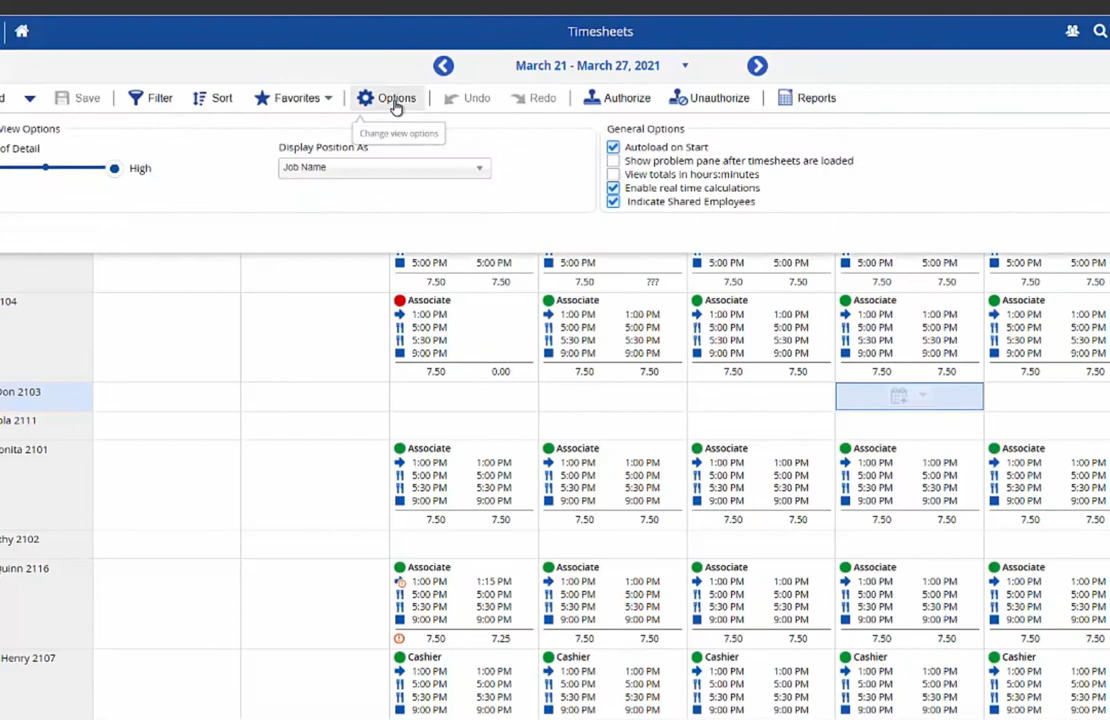 Timesheets
March 21 - March 27, 2021
d Save Filter Sort Favorites Options Undo Redo Authorize Unauthorize Reports
View Options General Options
Change view options
of Detail Display Position As Autoload on Start
High Job Name Show problem pane after timesheets are loaded
View totals in hours:minutes
Enable real time calculations
Indicate Shared Employees
5:00 PM 5:00 PM 5:00 PM 5:00 PM 5:00 PM 5:00 PM 5:00 PM 5:00 PM 5:00 PM
7.50 7.50 7.50 ??? 7.50 7.50 7.50 7.50 7.50 7.50
104 Associate Associate Associate Associate Associate
1:00 PM 1:00 PM 1:00 PM 1:00 PM 1:00 PM 1:00 PM 1:00 PM 1:00 PM 1:00 PM
5:00 PM 5:00 PM 5:00 PM 5:00 PM 5:00 PM 5:00 PM 5:00 PM 5:00 PM 5:00 PM
5:30 PM 5:30 PM 5:30 PM 5:30 PM 5:30 PM 5:30 PM 5:30 PM 5:30 PM 5:30 PM
9:00 PM 9:00 PM 9:00 PM 9:00 PM 9:00 PM 9:00 PM 9:00 PM 9:00 PM 9:00 PM
7.50 0.00 7.50 7.50 7.50 7.50 7.50 7.50 7.50 7.50
Don 2103
ola 2111
onita 2101 Associate Associate Associate Associate Associate
1:00 PM 1:00 PM 1:00 PM 1:00 PM 1:00 PM 1:00 PM 1:00 PM 1:00 PM 1:00 PM 1:00 PM
5:00 PM 5:00 PM 5:00 PM 5:00 PM 5:00 PM 5:00 PM 5:00 PM 5:00 PM 5:00 PM 5:00 PM
5:30 PM 5:30 PM 5:30 PM 5:30 PM 5:30 PM 5:30 PM 5:30 PM 5:30 PM 5:30 PM 5:30 PM
9:00 PM 9:00 PM 9:00 PM 9:00 PM 9:00 PM 9:00 PM 9:00 PM 9:00 PM 9:00 PM 9:00 PM
7.50 7.50 7.50 7.50 7.50 7.50 7.50 7.50 7.50 7.50
thy 2102
Quinn 2116 Associate Associate Associate Associate Associate
1:00 PM 1:15 PM 1:00 PM 1:00 PM 1:00 PM 1:00 PM 1:00 PM 1:00 PM 1:00 PM 1:00 PM
5:00 PM 5:00 PM 5:00 PM 5:00 PM 5:00 PM 5:00 PM 5:00 PM 5:00 PM 5:00 PM 5:00 PM
5:30 PM 5:30 PM 5:30 PM 5:30 PM 5:30 PM 5:30 PM 5:30 PM 5:30 PM 5:30 PM 5:30 PM
9:00 PM 9:00 PM 9:00 PM 9:00 PM 9:00 PM 9:00 PM 9:00 PM 9:00 PM 9:00 PM 9:00 PM
7.50 7.25 7.50 7.50 7.50 7.50 7.50 7.50 7.50 7.50
Henry 2107 Cashier Cashier Cashier Cashier Cashier
1:00 PM 1:00 PM 1:00 PM 1:00 PM 1:00 PM 1:00 PM 1:00 PM 1:00 PM 1:00 PM 1:00 PM
5:00 PM 5:00 PM 5:00 PM 5:00 PM 5:00 PM 5:00 PM 5:00 PM 5:00 PM 5:00 PM 5:00 PM
5:30 PM 5:30 PM 5:30 PM 5:30 PM 5:30 PM 5:30 PM 5:30 PM 5:30 PM 5:30 PM 5:30 PM
9:00 PM 9:00 PM 9:00 PM 9:00 PM 9:00 PM 9:00 PM 9:00 PM 9:00 PM 9:00 PM 9:00 PM